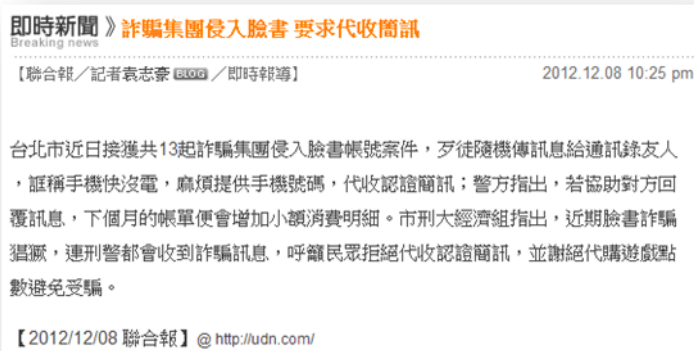 即時新聞 》詐騙集團侵入臉書 要求代收簡訊
Breaking news
【聯合報／記者袁志豪 BLOG ／即時報導】 2012.12.08 10:25 pm
台北市近日接獲共13起詐騙集團侵入臉書帳號案件，歹徒隨機傳訊息給通訊錄友人
，誆稱手機快沒電，麻煩提供手機號碼，代收認證簡訊；警方指出，若協助對方回
覆訊息，下個月的帳單便會增加小額消費明細。市刑大經濟組指出，近期臉書詐騙
猖獗，連刑警都會收到詐騙訊息，呼籲民眾拒絕代收認證簡訊，並謝絕代購遊戲點
數避免受騙。
【2012/12/08 聯合報】@ http://udn.com/